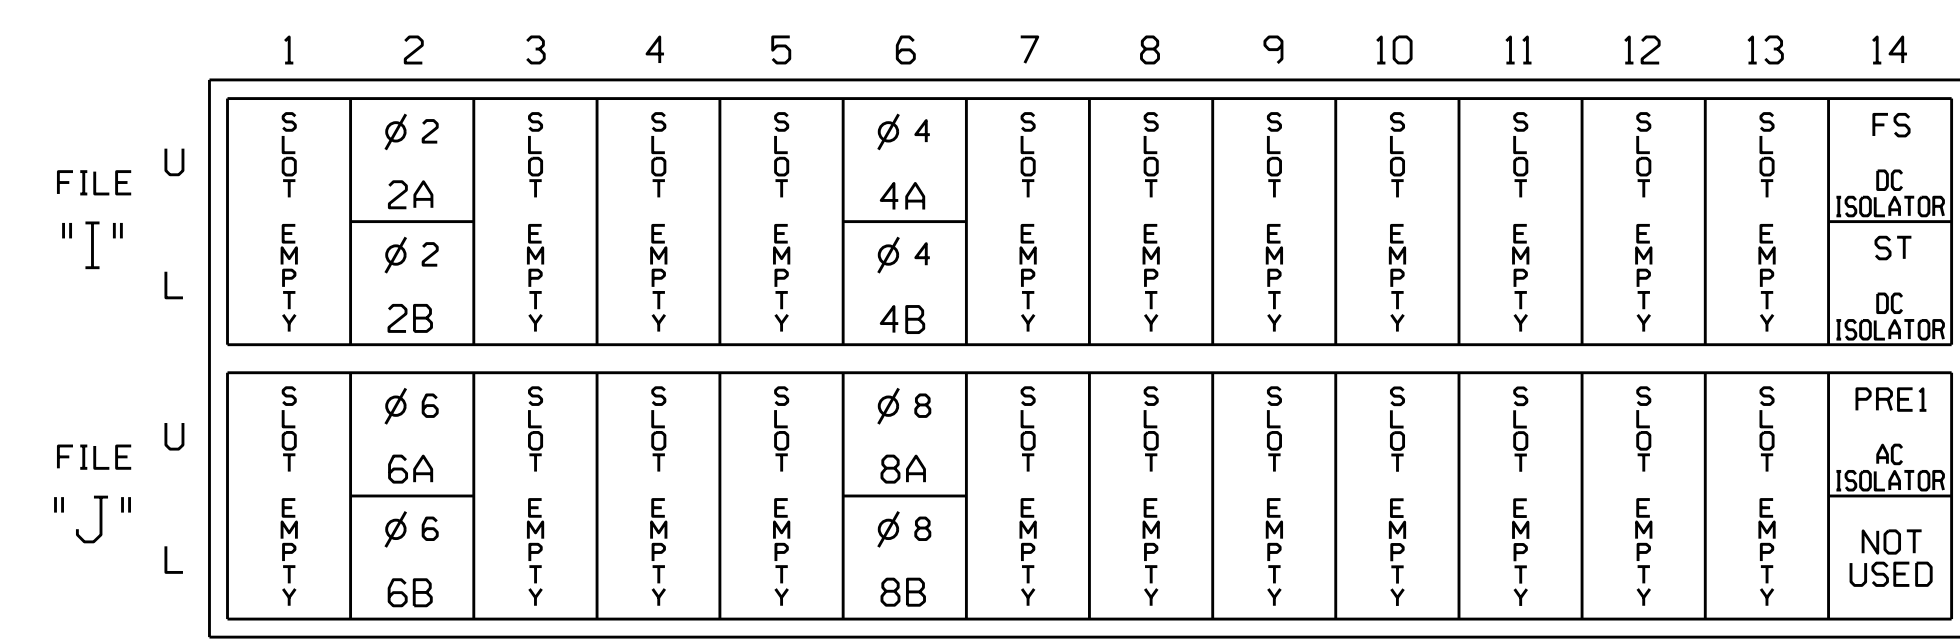 1 2 3 4 5 6 7 8 9 10 11 12 13 14
FILE "I"
U
L
SLOT EMPTY
Ø 2
2A
Ø 2
2B
SLOT EMPTY
SLOT EMPTY
SLOT EMPTY
Ø 4
4A
Ø 4
4B
SLOT EMPTY
SLOT EMPTY
SLOT EMPTY
SLOT EMPTY
SLOT EMPTY
SLOT EMPTY
SLOT EMPTY
FS
DC
ISOLATOR
ST
DC
ISOLATOR
FILE "J"
U
L
SLOT EMPTY
Ø 6
6A
Ø 6
6B
SLOT EMPTY
SLOT EMPTY
SLOT EMPTY
Ø 8
8A
Ø 8
8B
SLOT EMPTY
SLOT EMPTY
SLOT EMPTY
SLOT EMPTY
SLOT EMPTY
SLOT EMPTY
SLOT EMPTY
PRE1
AC
ISOLATOR
NOT
USED